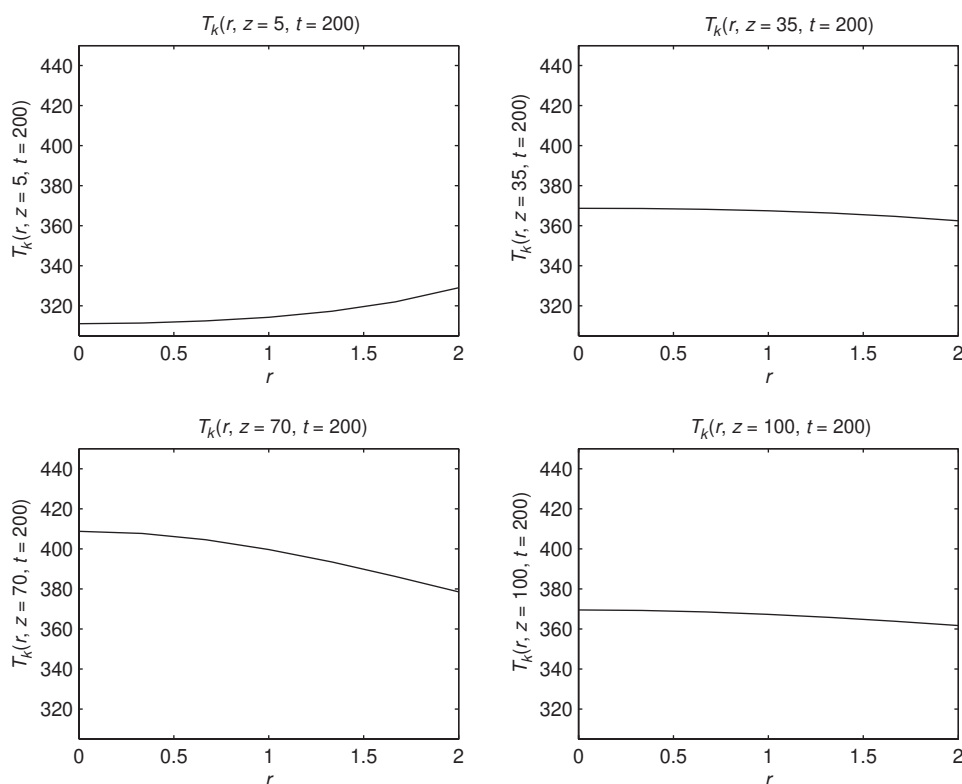 T_k(r, z = 5, t = 200)
T_k(r, z = 5, t = 200)
440
420
400
380
360
340
320
0 0.5 1 1.5 2
r
T_k(r, z = 35, t = 200)
T_k(r, z = 35, t = 200)
440
420
400
380
360
340
320
0 0.5 1 1.5 2
r
T_k(r, z = 70, t = 200)
T_k(r, z = 70, t = 200)
440
420
400
380
360
340
320
0 0.5 1 1.5 2
r
T_k(r, z = 100, t = 200)
T_k(r, z = 100, t = 200)
440
420
400
380
360
340
320
0 0.5 1 1.5 2
r